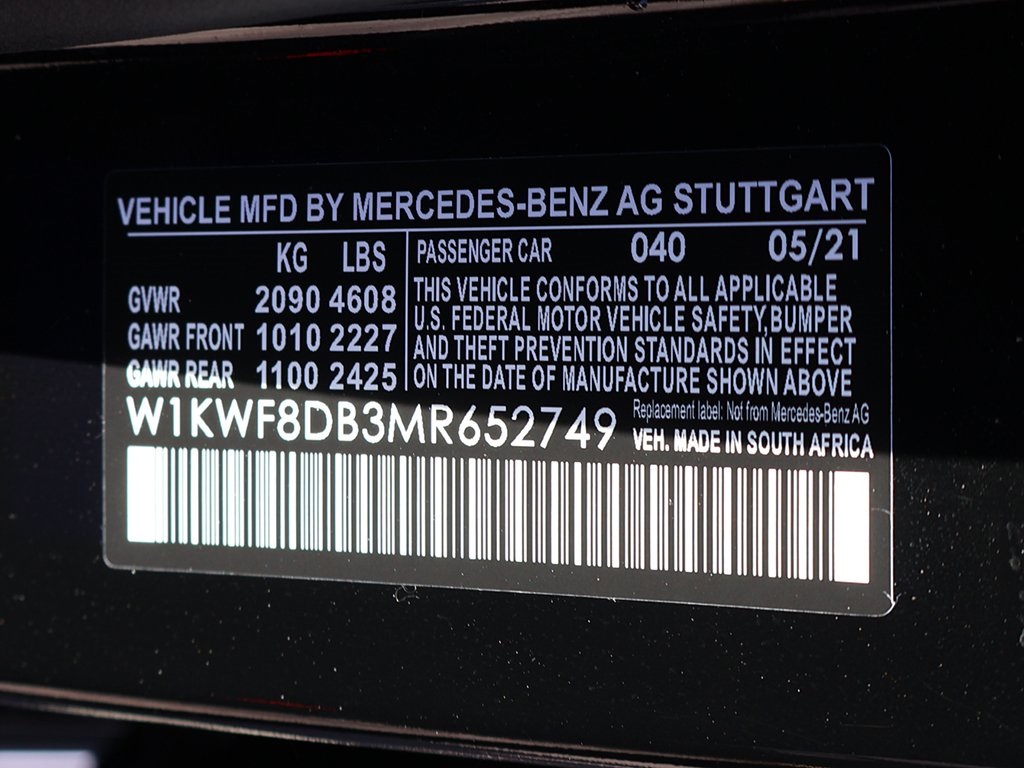 VEHICLE MFD BY MERCEDES-BENZ AG STUTTGART
KG LBS
GVWR 2090 4608
GAWR FRONT 1010 2227
GAWR REAR 1100 2425
PASSENGER CAR 040 05/21
THIS VEHICLE CONFORMS TO ALL APPLICABLE
U.S. FEDERAL MOTOR VEHICLE SAFETY,BUMPER
AND THEFT PREVENTION STANDARDS IN EFFECT
ON THE DATE OF MANUFACTURE SHOWN ABOVE
W1KWF8DB3MR652749
Replacement label: Not from Mercedes-Benz AG
VEH. MADE IN SOUTH AFRICA